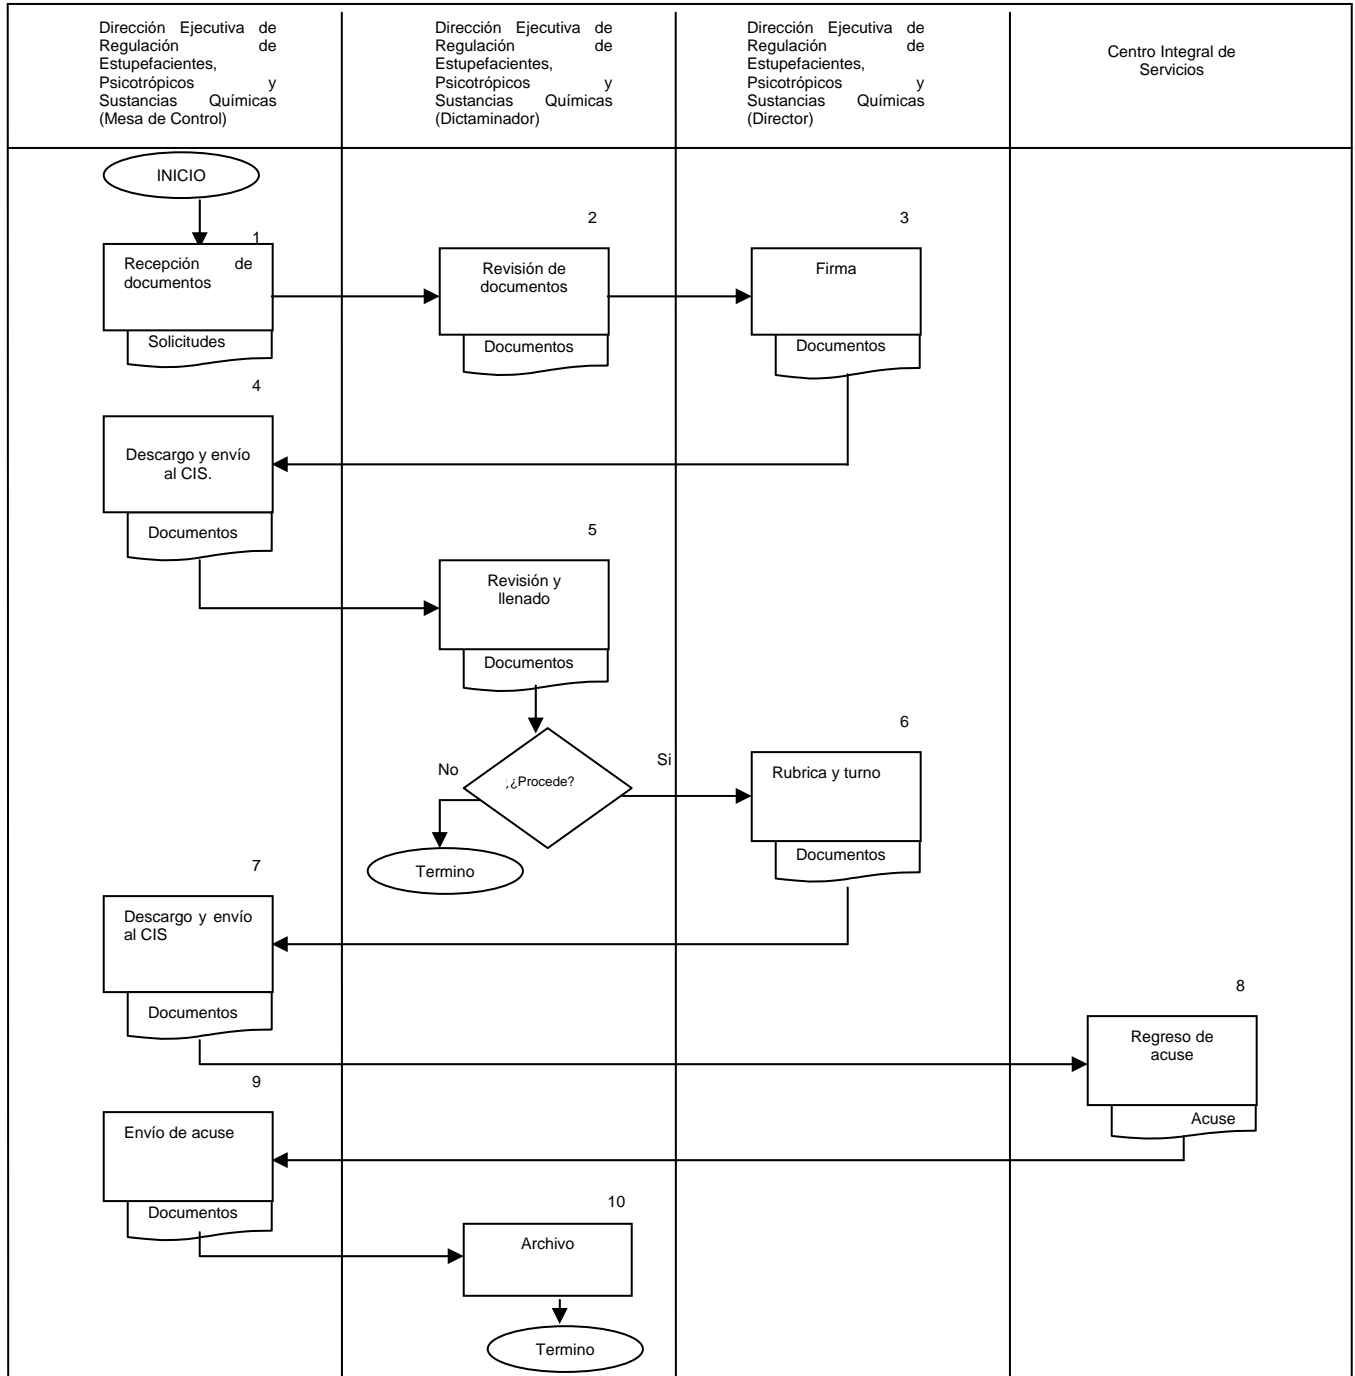 Dirección Ejecutiva de
Regulación de
Estupefacientes,
Psicotrópicos y
Sustancias Químicas
(Mesa de Control)
Dirección Ejecutiva de
Regulación de
Estupefacientes,
Psicotrópicos y
Sustancias Químicas
(Dictaminador)
Dirección Ejecutiva de
Regulación de
Estupefacientes,
Psicotrópicos y
Sustancias Químicas
(Director)
Centro Integral de
Servicios
INICIO
1
Recepción de
documentos
Solicitudes
2
Revisión de
documentos
Documentos
3
Firma
Documentos
4
Descargo y envío
al CIS.
Documentos
5
Revisión y
llenado
Documentos
¿Procede?
No
Si
Termino
6
Rubrica y turno
Documentos
7
Descargo y envío
al CIS
Documentos
8
Regreso de
acuse
Acuse
9
Envío de acuse
Documentos
10
Archivo
Termino